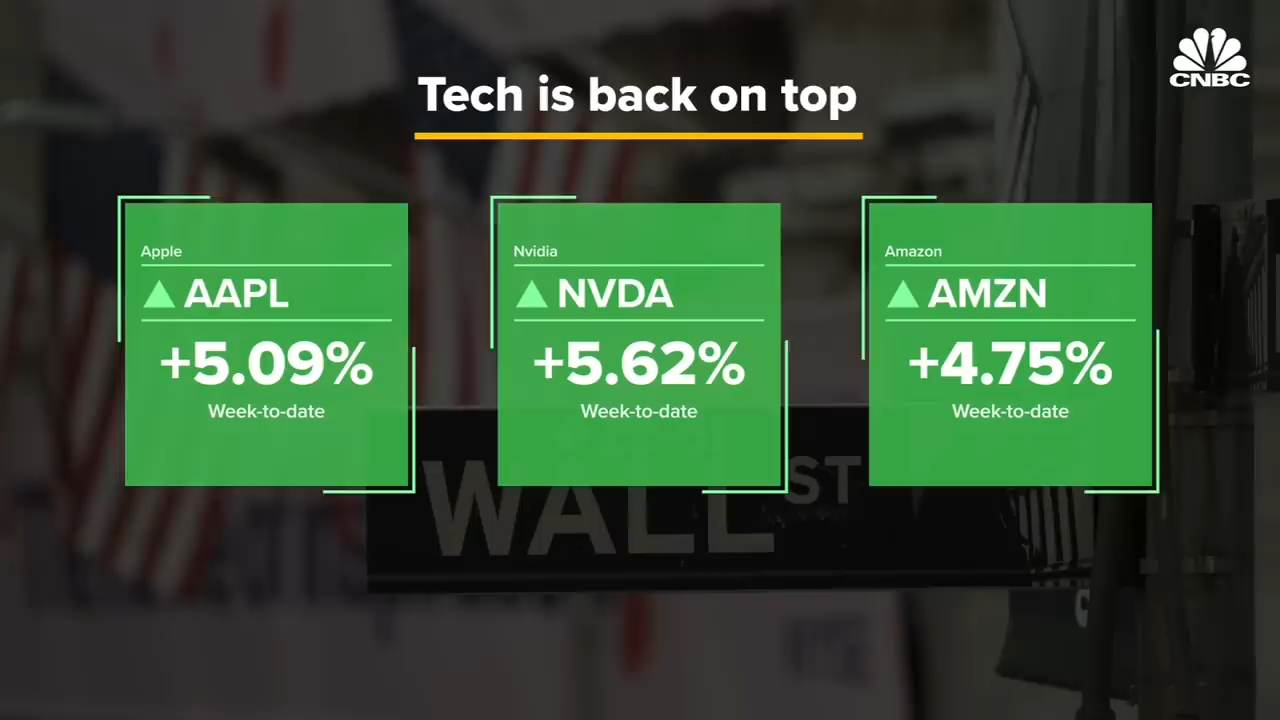 CNBC
Tech is back on top
Apple
AAPL
+5.09%
Week-to-date
Nvidia
NVDA
+5.62%
Week-to-date
Amazon
AMZN
+4.75%
Week-to-date
WALL ST